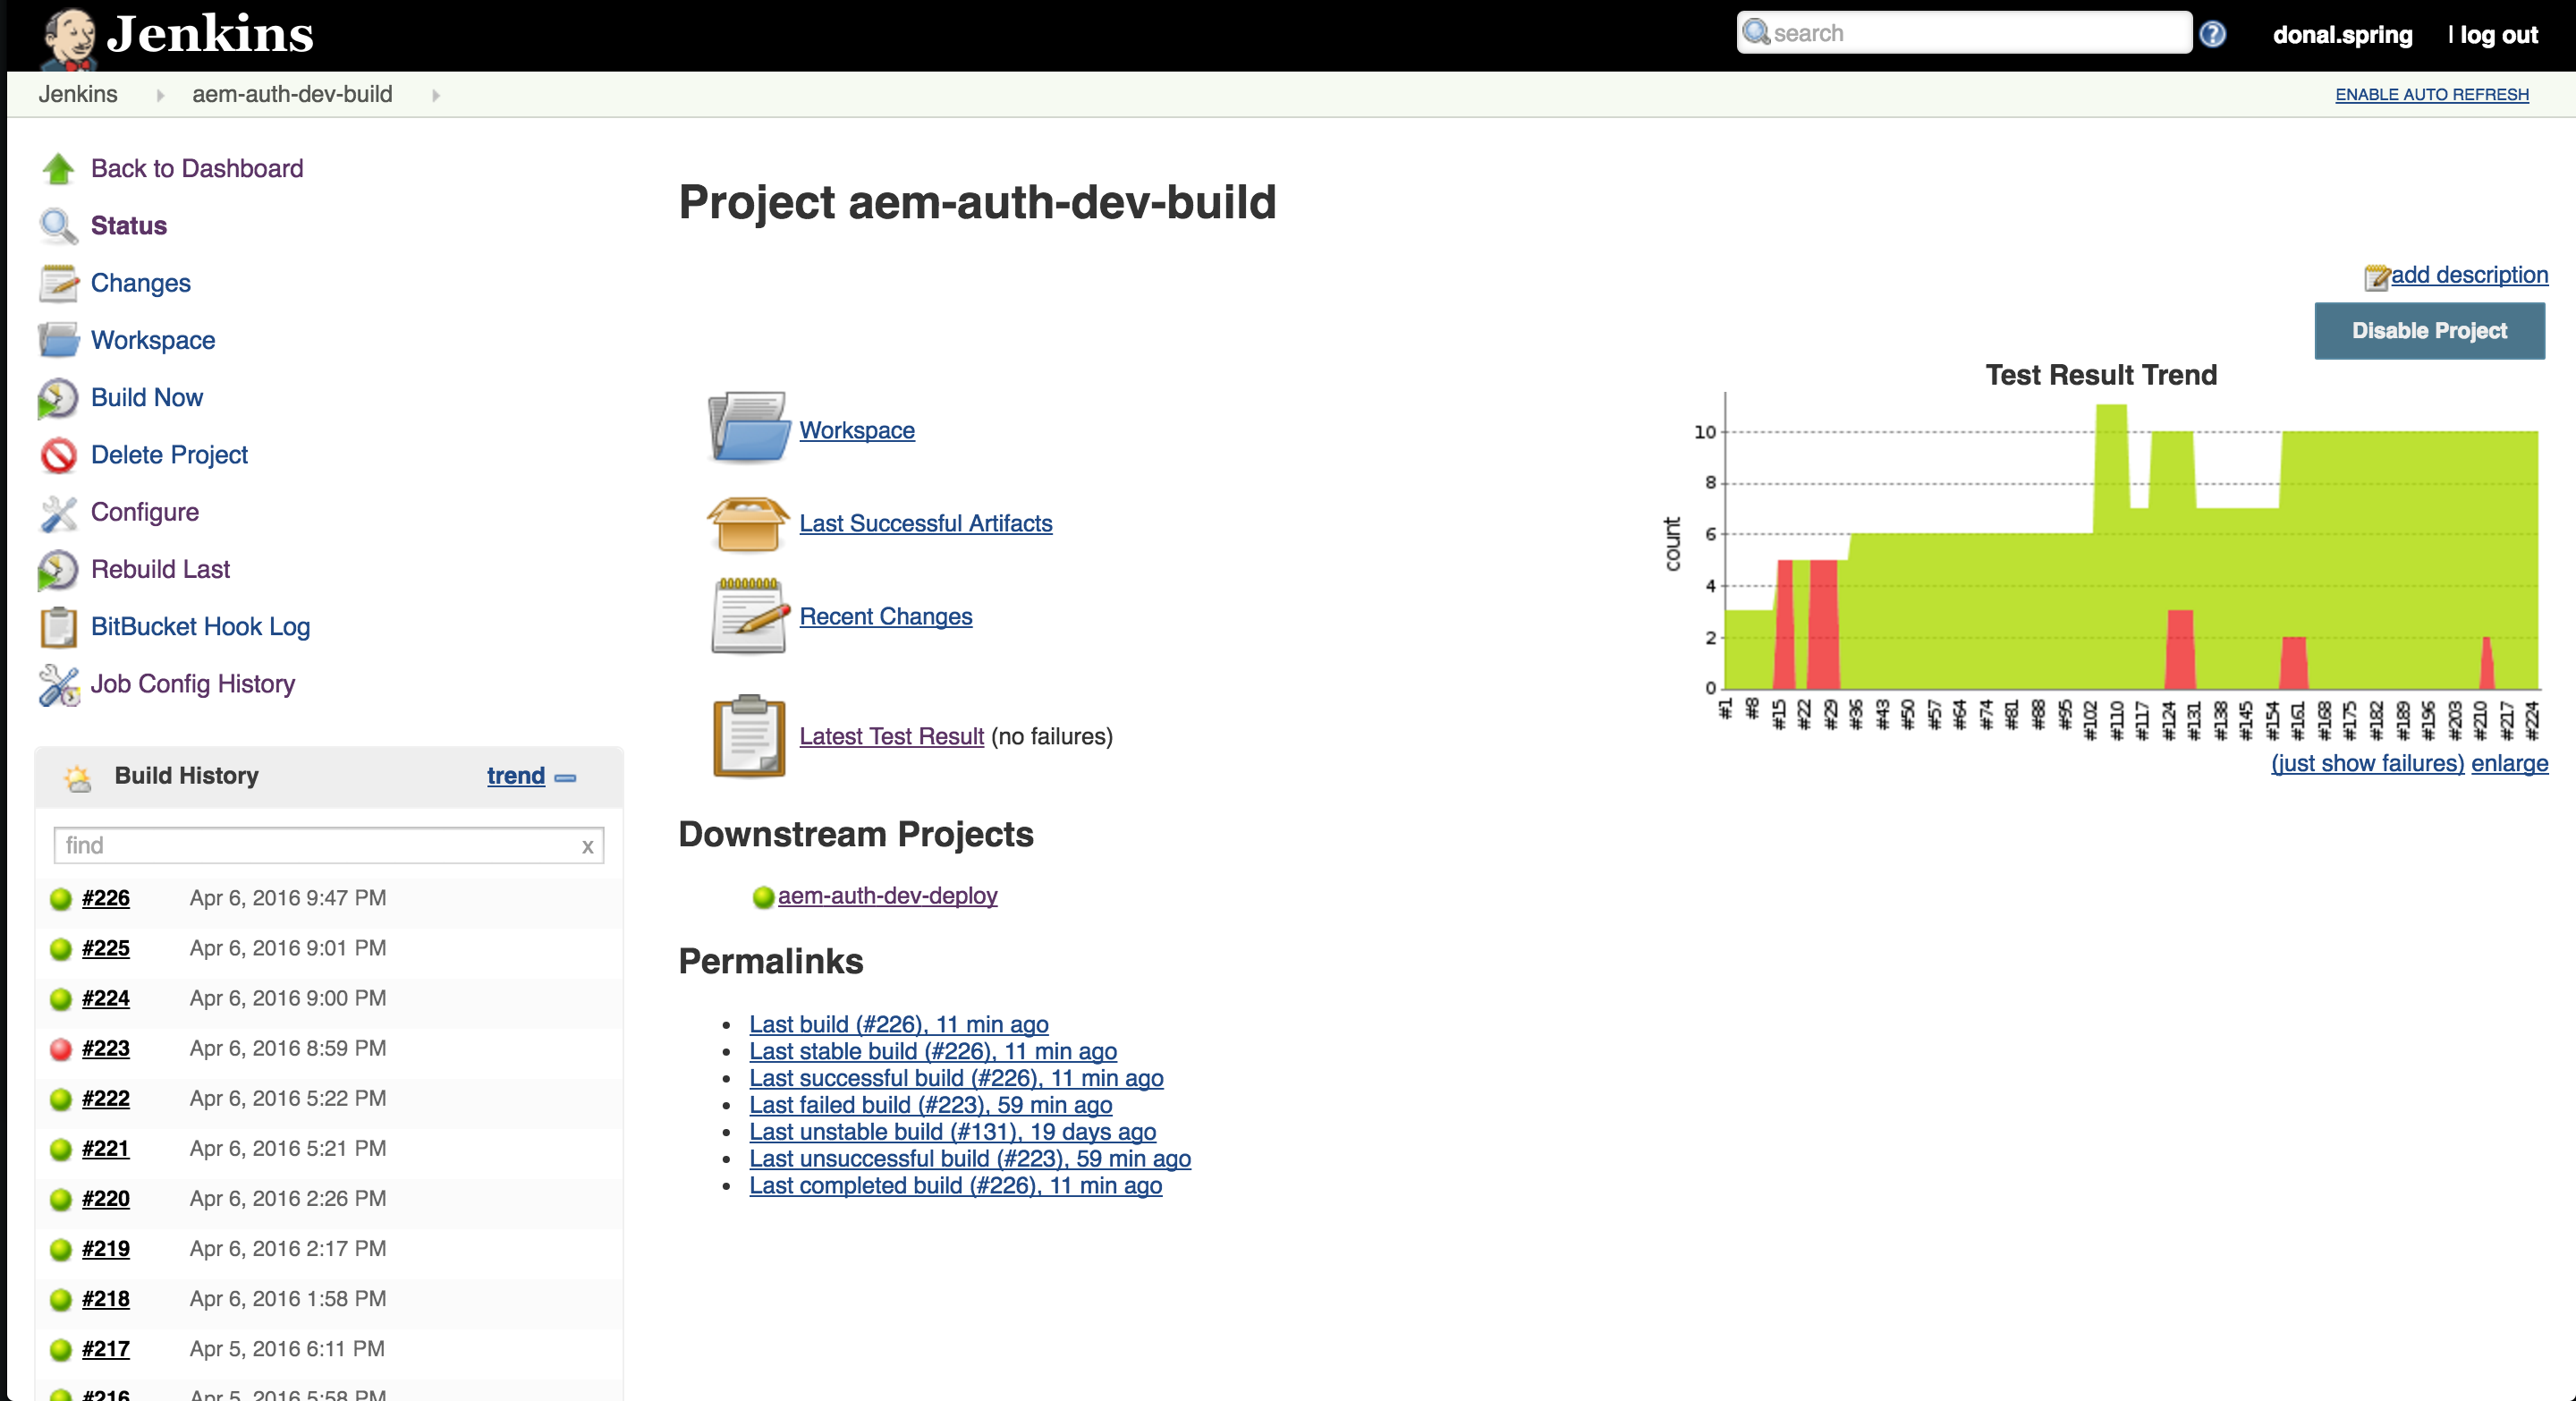 Jenkins
search
?
donal.spring
| log out
Jenkins
aem-auth-dev-build
ENABLE AUTO REFRESH
Back to Dashboard
Status
Changes
Workspace
Build Now
Delete Project
Configure
Rebuild Last
BitBucket Hook Log
Job Config History
Build History
trend
find
x
#226 Apr 6, 2016 9:47 PM
#225 Apr 6, 2016 9:01 PM
#224 Apr 6, 2016 9:00 PM
#223 Apr 6, 2016 8:59 PM
#222 Apr 6, 2016 5:22 PM
#221 Apr 6, 2016 5:21 PM
#220 Apr 6, 2016 2:26 PM
#219 Apr 6, 2016 2:17 PM
#218 Apr 6, 2016 1:58 PM
#217 Apr 5, 2016 6:11 PM
#216 Apr 5, 2016 5:58 PM
Project aem-auth-dev-build
add description
Disable Project
Workspace
Last Successful Artifacts
Recent Changes
Latest Test Result (no failures)
Downstream Projects
aem-auth-dev-deploy
Permalinks
Last build (#226), 11 min ago
Last stable build (#226), 11 min ago
Last successful build (#226), 11 min ago
Last failed build (#223), 59 min ago
Last unstable build (#131), 19 days ago
Last unsuccessful build (#223), 59 min ago
Last completed build (#226), 11 min ago
Test Result Trend
count
10
8
6
4
2
0
#1
#8
#15
#22
#29
#36
#43
#50
#57
#64
#74
#81
#88
#95
#102
#110
#117
#124
#131
#138
#145
#154
#161
#168
#175
#182
#189
#196
#203
#210
#217
#224
(just show failures) enlarge